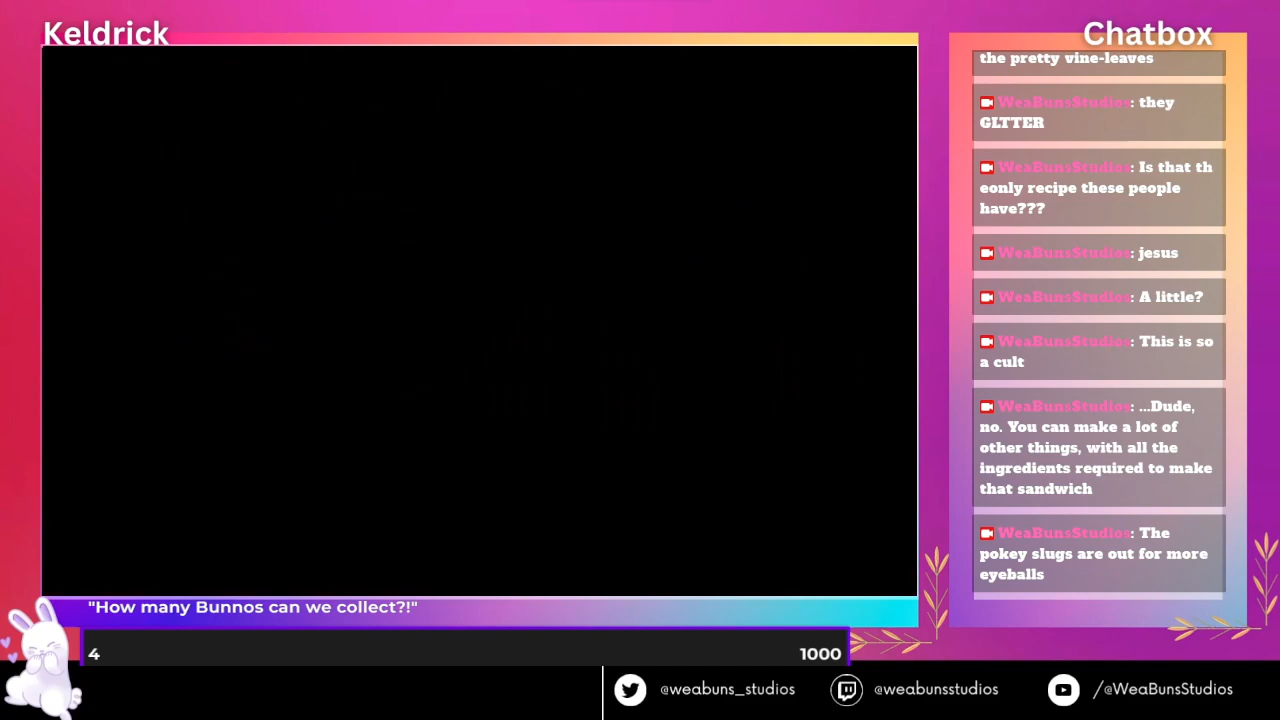 Keldrick
Chatbox
the pretty vine-leaves
WeaBunsStudios: they
GLTTER
WeaBunsStudios: Is that th
eonly recipe these people
have???
WeaBunsStudios: jesus
WeaBunsStudios: A little?
WeaBunsStudios: This is so
a cult
WeaBunsStudios: ...Dude,
no. You can make a lot of
other things, with all the
ingredients required to make
that sandwich
WeaBunsStudios: The
pokey slugs are out for more
eyeballs
"How many Bunnos can we collect?!"
4
1000
@weabuns_studios
@weabunsstudios
/@WeaBunsStudios